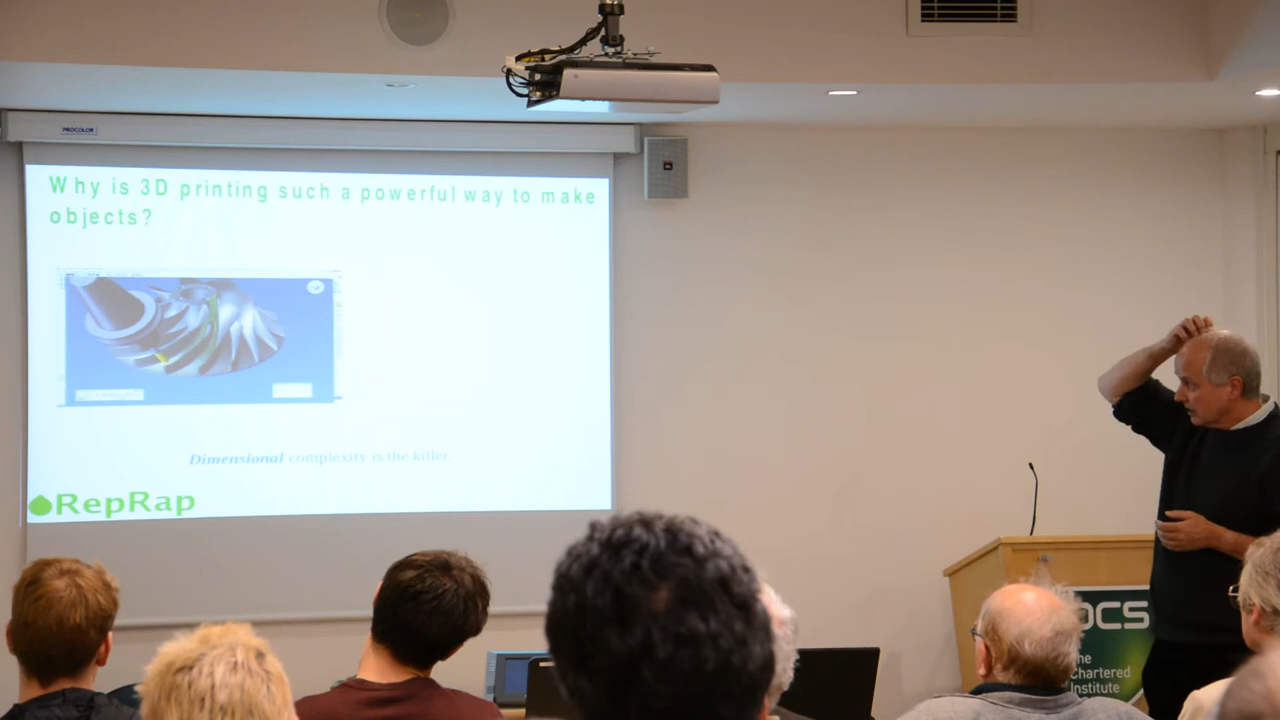 PROCOLOR
Why is 3D printing such a powerful way to make
objects?
Dimensional complexity is the killer.
RepRap
BCS
The
Chartered
Institute